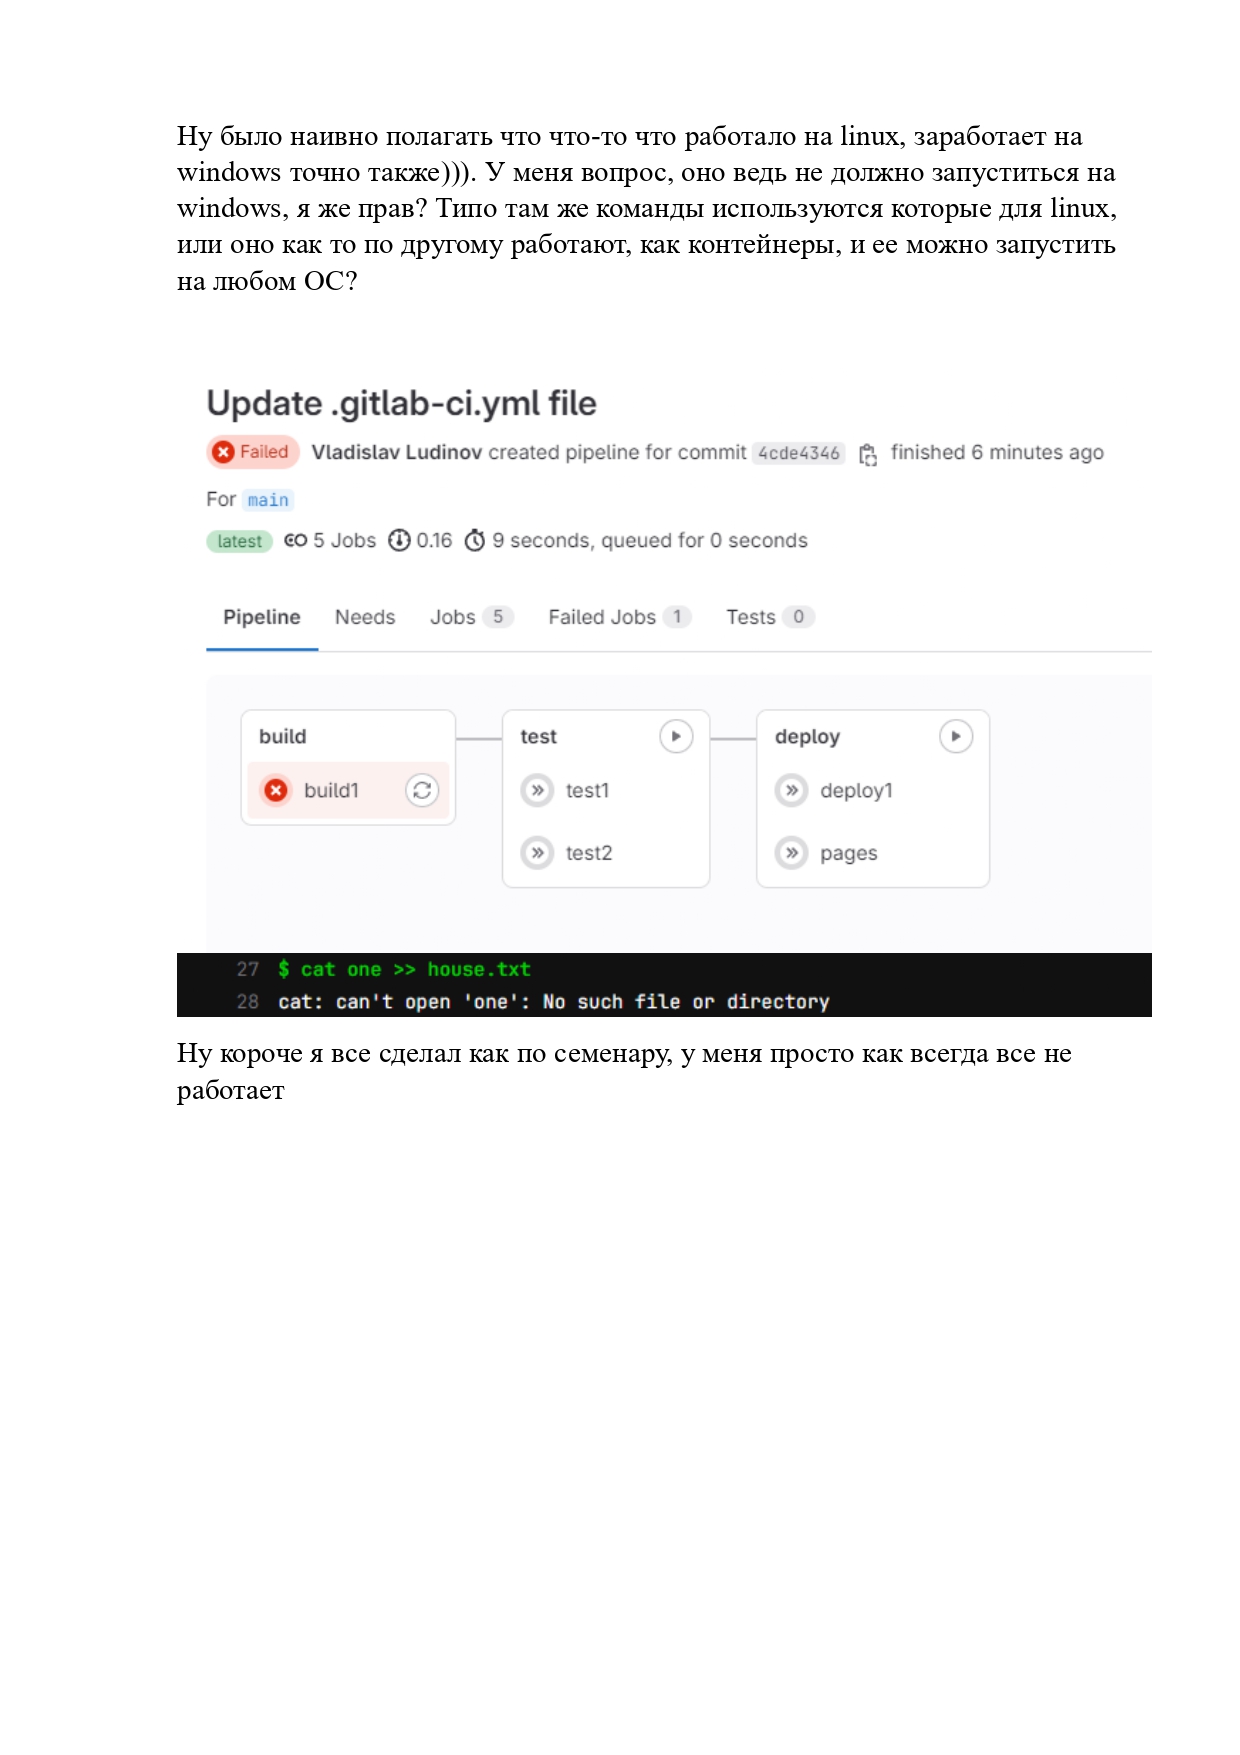 Ну было наивно полагать что что-то что работало на linux, заработает на
windows точно также))). У меня вопрос, оно ведь не должно запуститься на
windows, я же прав? Типо там же команды используются которые для linux,
или оно как то по другому работают, как контейнеры, и ее можно запустить
на любом ОС?
Update .gitlab-ci.yml file
Failed Vladislav Ludinov created pipeline for commit 4cde4346 finished 6 minutes ago
For main
latest 5 Jobs 0.16 9 seconds, queued for 0 seconds
Pipeline Needs Jobs 5 Failed Jobs 1 Tests 0
build test deploy
build1 test1 deploy1
test2 pages
27 $ cat one >> house.txt
28 cat: can't open 'one': No such file or directory
Ну короче я все сделал как по семенару, у меня просто как всегда все не
работает